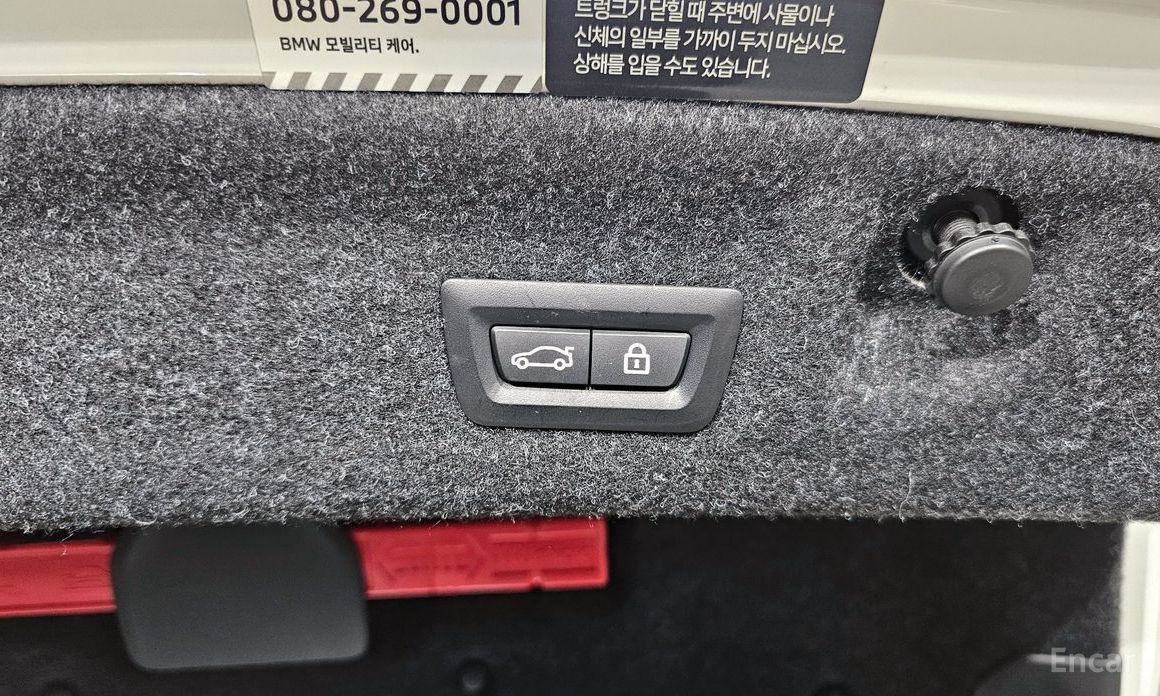 080-269-0001
BMW 모빌리티 케어.
트렁크가 닫힐 때 주변에 사물이나
신체의 일부를 가까이 두지 마십시오.
상해를 입을 수도 있습니다.
Encar